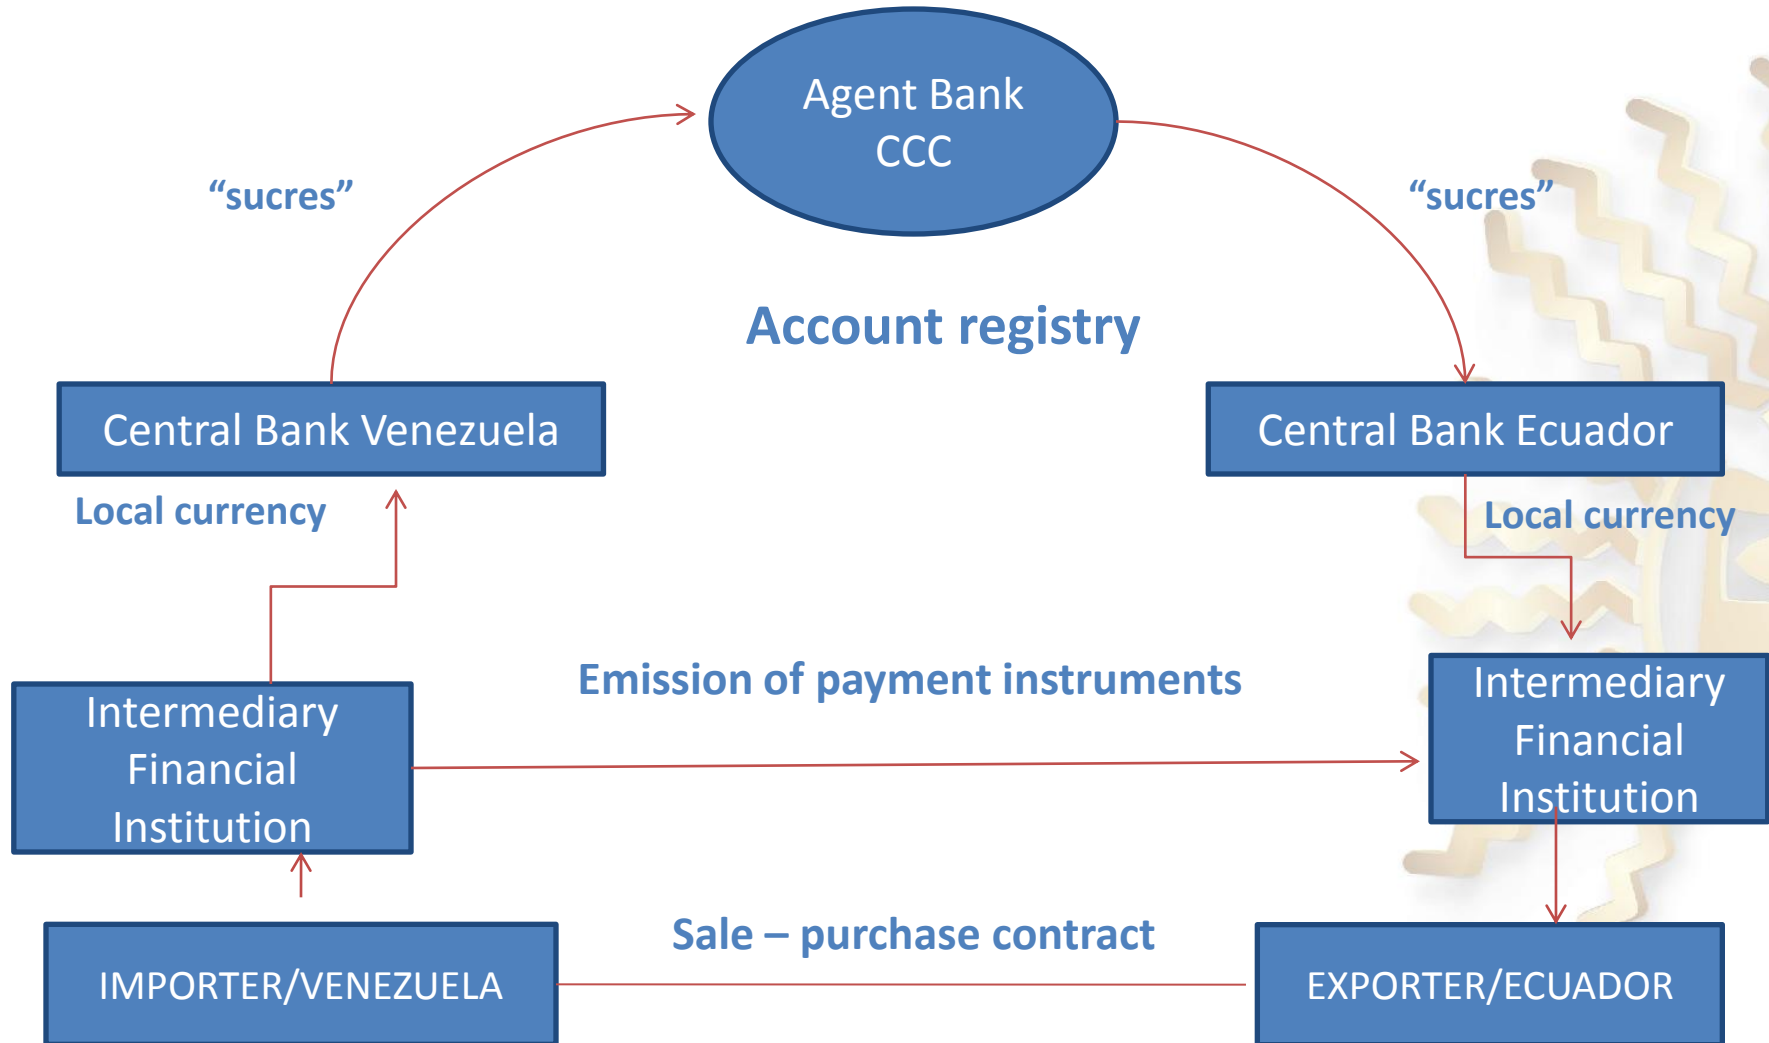 Agent Bank
CCC
“sucres”
“sucres”
Account registry
Central Bank Venezuela
Central Bank Ecuador
Local currency
Local currency
Emission of payment instruments
Intermediary
Financial
Institution
Intermediary
Financial
Institution
Sale – purchase contract
IMPORTER/VENEZUELA
EXPORTER/ECUADOR